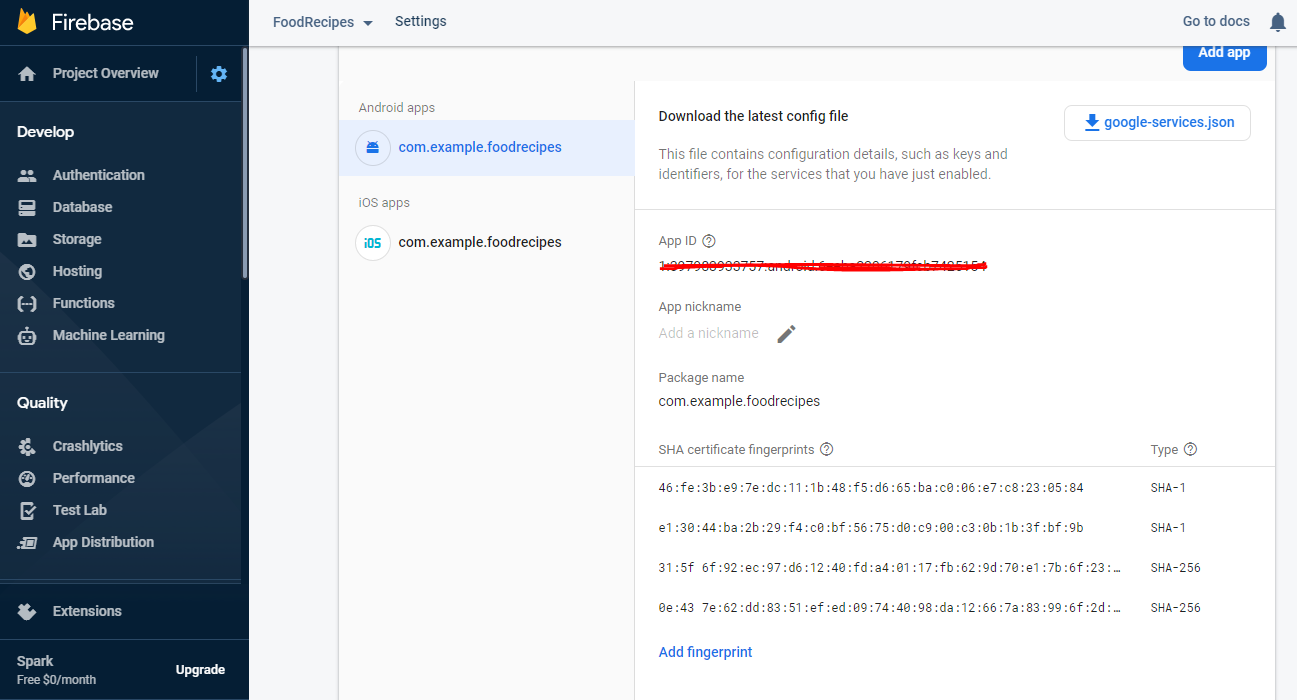 Firebase
FoodRecipes
Settings
Go to docs
Project Overview
Add app
Develop
Authentication
Database
Storage
Hosting
Functions
Machine Learning
Quality
Crashlytics
Performance
Test Lab
App Distribution
Extensions
Spark
Free $0/month
Upgrade
Android apps
com.example.foodrecipes
iOS apps
iOS
com.example.foodrecipes
Download the latest config file
google-services.json
This file contains configuration details, such as keys and
identifiers, for the services that you have just enabled.
App ID
App nickname
Add a nickname
Package name
com.example.foodrecipes
SHA certificate fingerprints
Type
46:fe:3b:e9:7e:dc:11:1b:48:f5:d6:65:ba:c0:06:e7:c8:23:05:84
SHA-1
e1:30:44:ba:2b:29:f4:c0:bf:56:75:d0:c9:00:c3:0b:1b:3f:bf:9b
SHA-1
31:5f 6f:92:ec:97:d6:12:40:fd:a4:01:17:fb:62:9d:70:e1:7b:6f:23:…
SHA-256
0e:43 7e:62:dd:83:51:ef:ed:09:74:40:98:da:12:66:7a:83:99:6f:2d:…
SHA-256
Add fingerprint